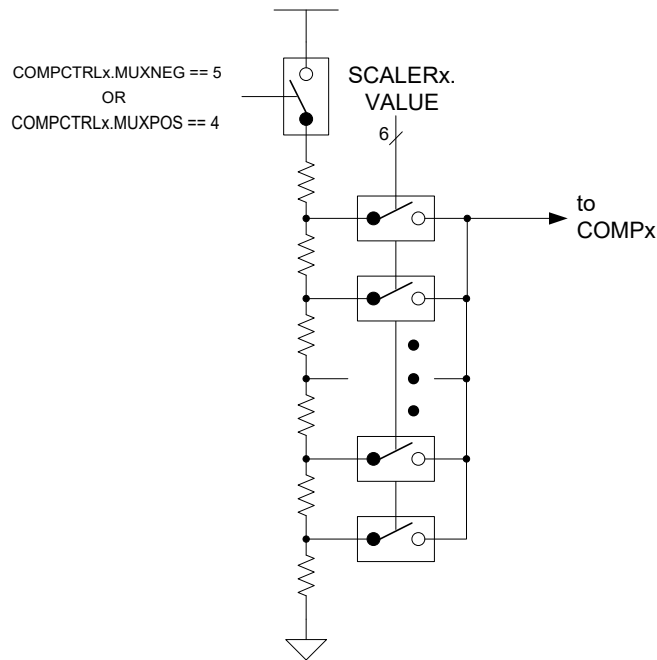 COMPCTRLx.MUXNEG == 5
OR
COMPCTRLx.MUXPOS == 4
SCALERx.
VALUE
6
to
COMPx